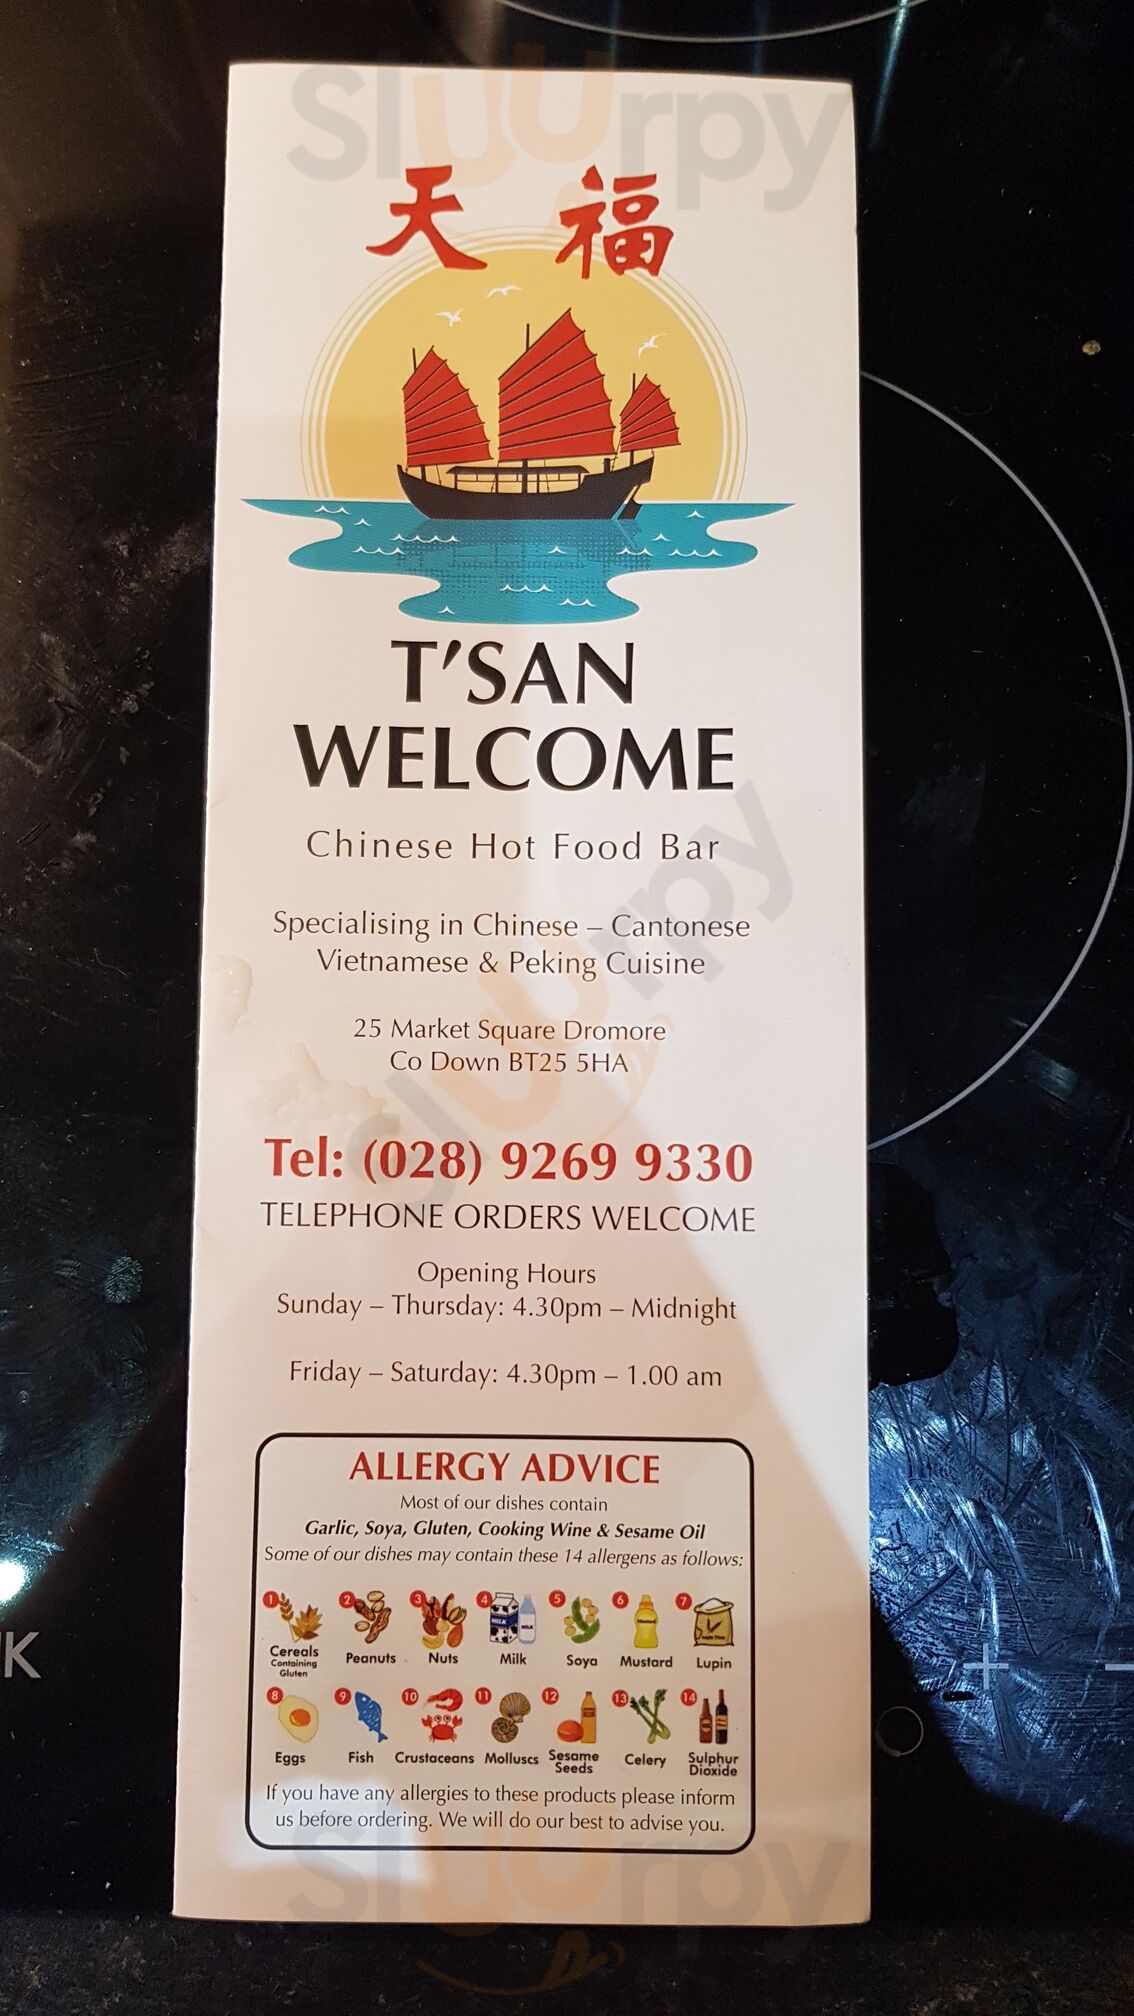 Sluurpy
天 福
T'SAN
WELCOME
Chinese Hot Food Bar
Specialising in Chinese – Cantonese
Vietnamese & Peking Cuisine
25 Market Square Dromore
Co Down BT25 5HA
Sluurpy
Tel: (028) 9269 9330
TELEPHONE ORDERS WELCOME
Opening Hours
Sunday – Thursday: 4.30pm – Midnight
Friday – Saturday: 4.30pm – 1.00 am
ALLERGY ADVICE
Most of our dishes contain
Garlic, Soya, Gluten, Cooking Wine & Sesame Oil
Some of our dishes may contain these 14 allergens as follows:
1 2 3 4 5 6 7
MILK MILK
Cereals Containing Gluten Peanuts Nuts Milk Soya Mustard Lupin
8 9 10 11 12 13 14
Eggs Fish Crustaceans Molluscs Sesame Seeds Celery Sulphur Dioxide
If you have any allergies to these products please inform
us before ordering. We will do our best to advise you.
Sluurpy